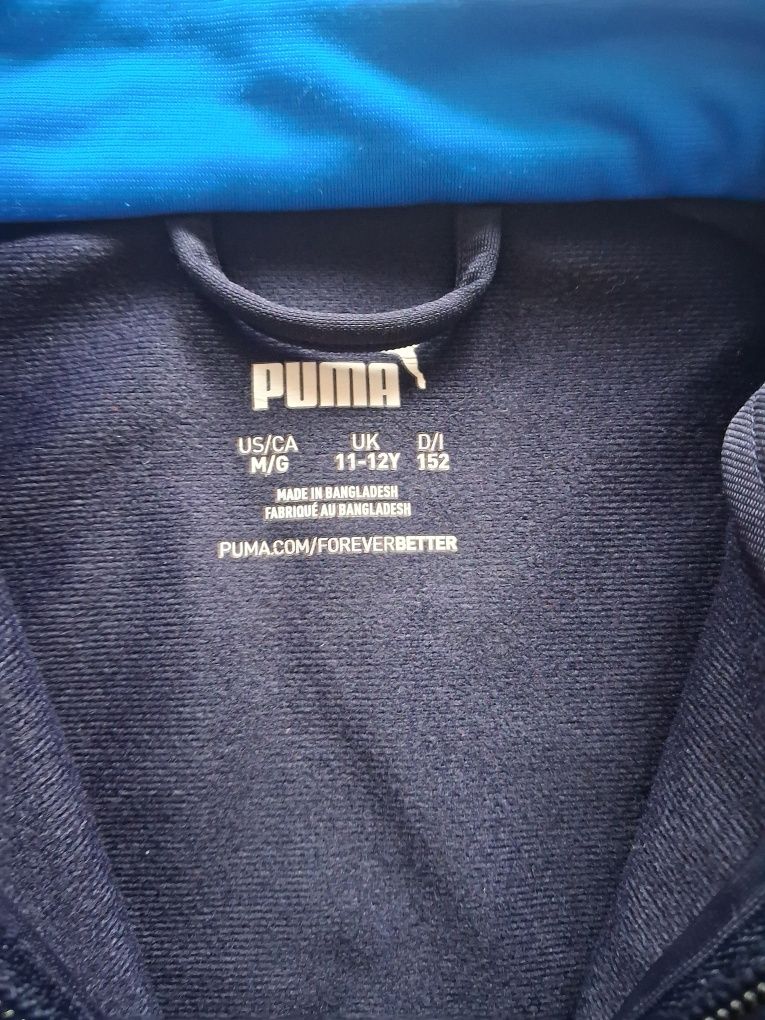 PUMA
US/CA UK D/I
M/G 11-12Y 152
MADE IN BANGLADESH
FABRIQUÉ AU BANGLADESH
PUMA.COM/FOREVERBETTER